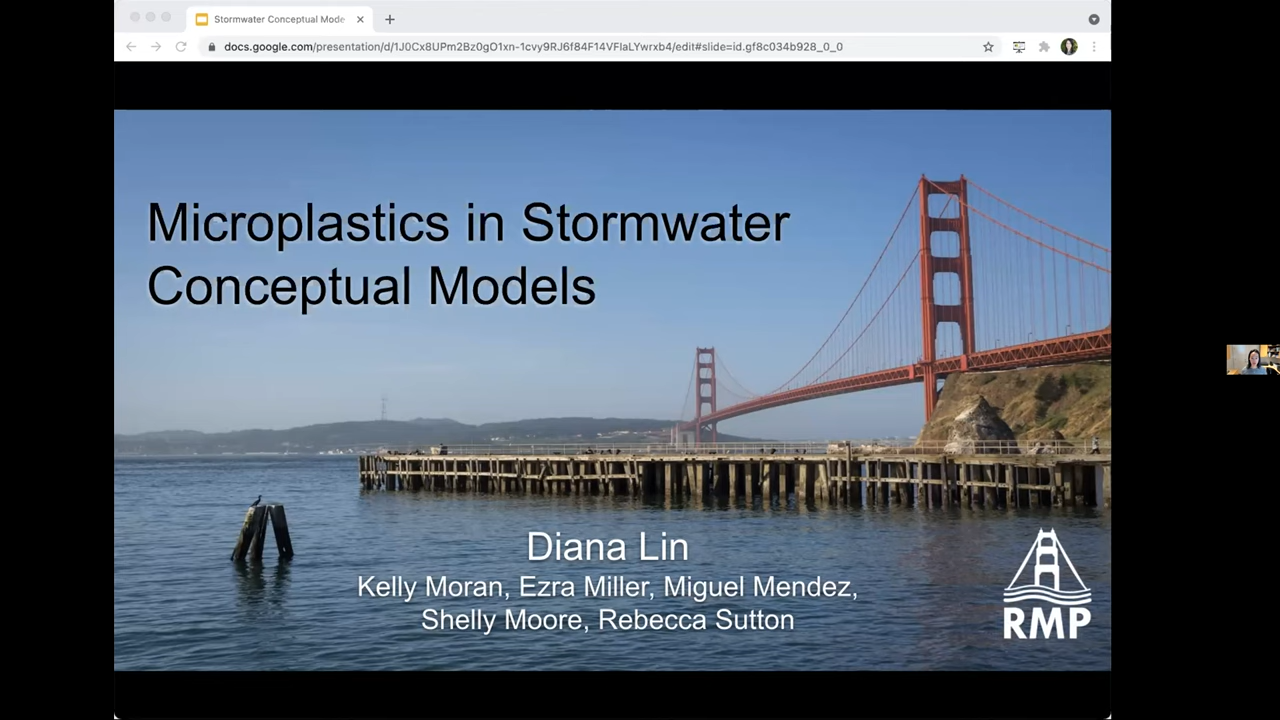 Stormwater Conceptual Mode
docs.google.com/presentation/d/1J0Cx8UPm2Bz0gO1xn-1cvy9RJ6f84F14VFlaLYwrxb4/edit#slide=id.gf8c034b928_0_0
Microplastics in Stormwater
Conceptual Models
Diana Lin
Kelly Moran, Ezra Miller, Miguel Mendez,
Shelly Moore, Rebecca Sutton
RMP